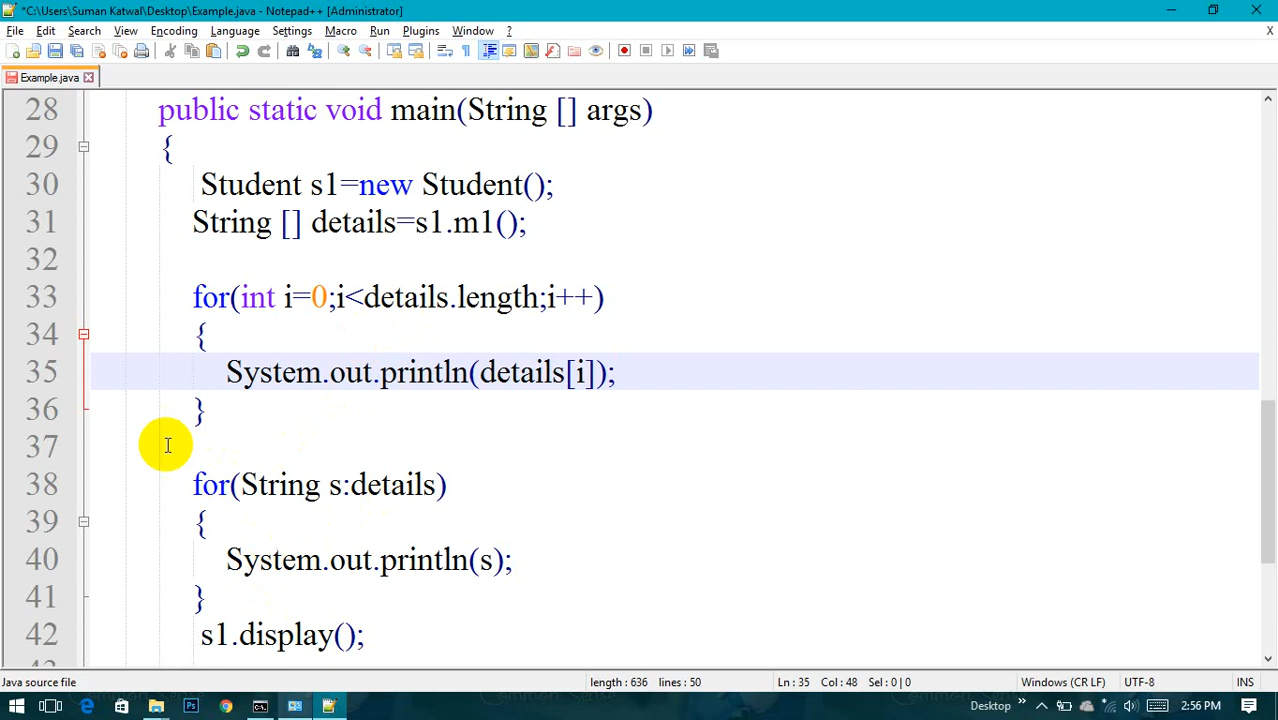 *C:\Users\Suman Katwal\Desktop\Example.java - Notepad++ [Administrator]
File Edit Search View Encoding Language Settings Macro Run Plugins Window ? X
Example.java
28 public static void main(String [] args)
29 {
30 Student s1=new Student();
31 String [] details=s1.m1();
32
33 for(int i=0;i<details.length;i++)
34 {
35 System.out.println(details[i]);
36 }
37
38 for(String s:details)
39 {
40 System.out.println(s);
41 }
42 s1.display();
Java source file length : 636 lines : 50 Ln : 35 Col : 48 Sel : 0 | 0 Windows (CR LF) UTF-8 INS
Desktop 2:56 PM